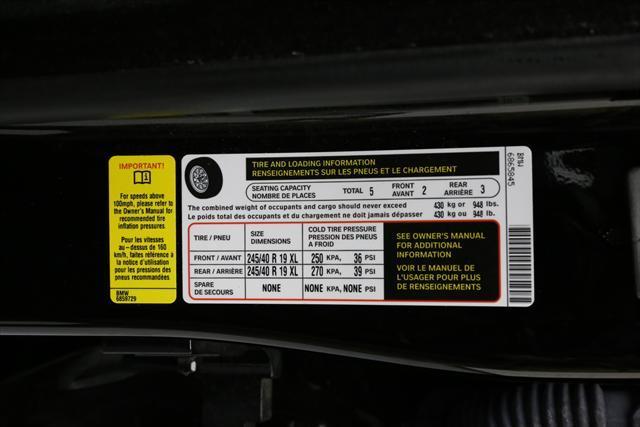 IMPORTANT!
For speeds above
100mph, please refer to
the Owner's Manual for
recommended tire
inflation pressures.
Pour les vitesses
au – dessus de 160
km/h, faites référence à
la notice d'utilisation
pour les pressions des
pneus recommandées
BMW
6859729
TIRE AND LOADING INFORMATION
RENSEIGNEMENTS SUR LES PNEUS ET LE CHARGEMENT
SEATING CAPACITY
NOMBRE DE PLACES
TOTAL 5
FRONT
AVANT 2
REAR
ARRIÈRE 3
The combined weight of occupants and cargo should never exceed 430 kg or 948 lbs.
Le poids total des occupants et du chargement ne doit jamais dépasser 430 kg ou 948 lb.
TIRE / PNEU
SIZE
DIMENSIONS
COLD TIRE PRESSURE
PRESSION DES PNEUS
A FROID
FRONT / AVANT 245/40 R 19 XL 250 KPA, 36 PSI
REAR / ARRIÈRE 245/40 R 19 XL 270 KPA, 39 PSI
SPARE
DE SECOURS
NONE NONE KPA, NONE PSI
SEE OWNER'S MANUAL
FOR ADDITIONAL
INFORMATION
VOIR LE MANUEL DE
L'USAGER POUR PLUS
DE RENSEIGNEMENTS
BMW
6865845